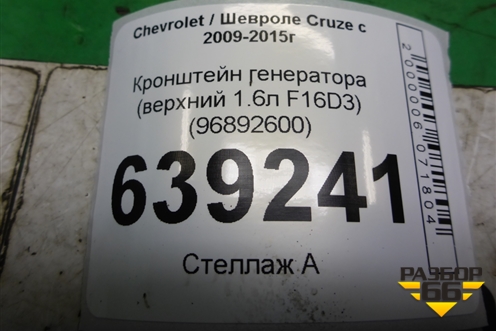 Chevrolet / Шевроле Cruze с
2009-2015г
Кронштейн генератора
(верхний 1.6л F16D3)
(96892600)
639241
Стеллаж А
2000006071804
РАЗБОР
66